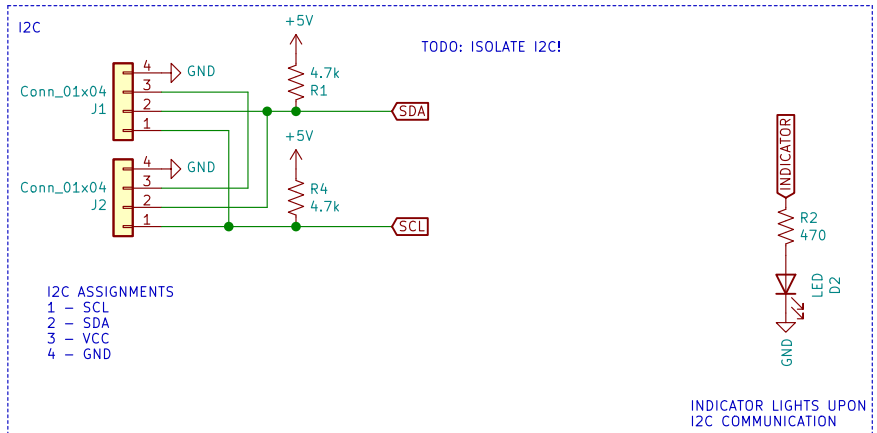 I2C
+5V
TODO: ISOLATE I2C!
4
GND
Conn_01x04
3
4.7k
J1
2
R1
SDA
1
+5V
INDICATOR
4
GND
Conn_01x04
3
R4
J2
2
4.7k
1
SCL
R2
470
LED
D2
GND
I2C ASSIGNMENTS
1 - SCL
2 - SDA
3 - VCC
4 - GND
INDICATOR LIGHTS UPON
I2C COMMUNICATION